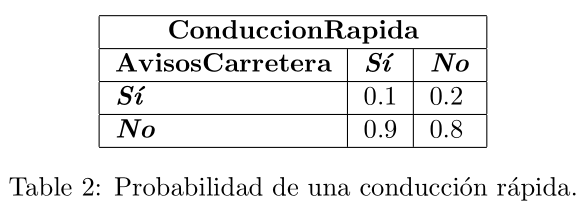 ConduccionRapida
AvisosCarretera Sí No
Sí 0.1 0.2
No 0.9 0.8
Table 2: Probabilidad de una conducción rápida.